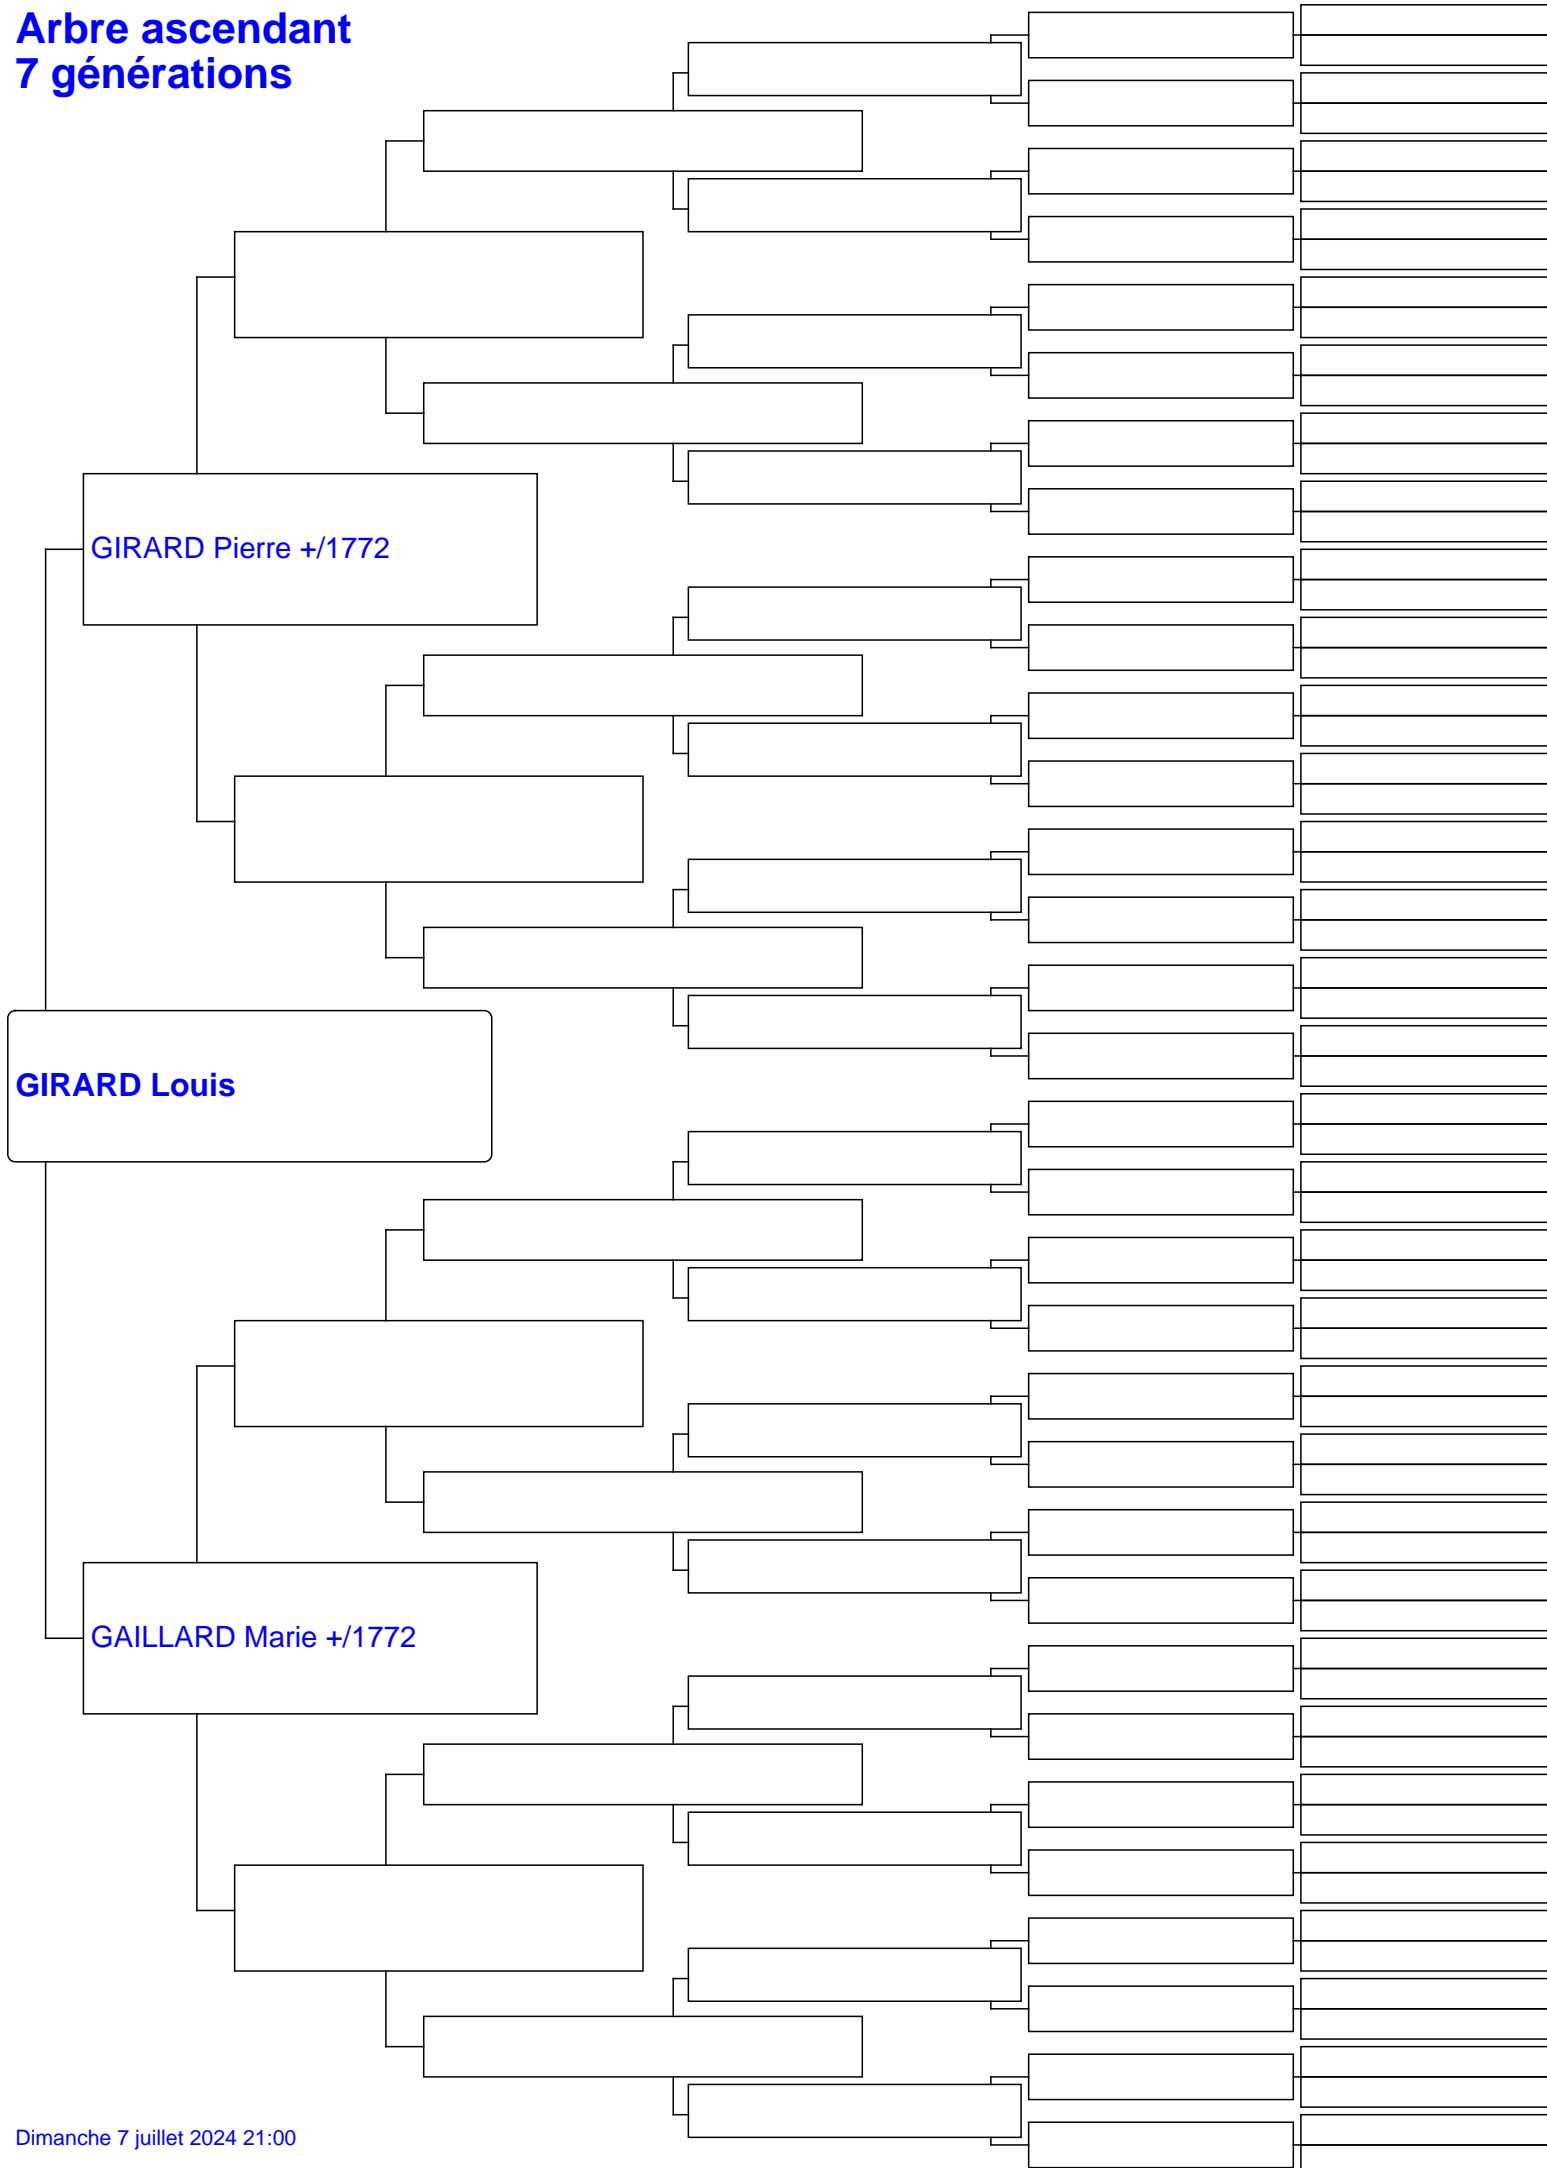 Arbre ascendant
7 générations
GIRARD Pierre +/1772
GIRARD Louis
GAILLARD Marie +/1772
Dimanche 7 juillet 2024 21:00